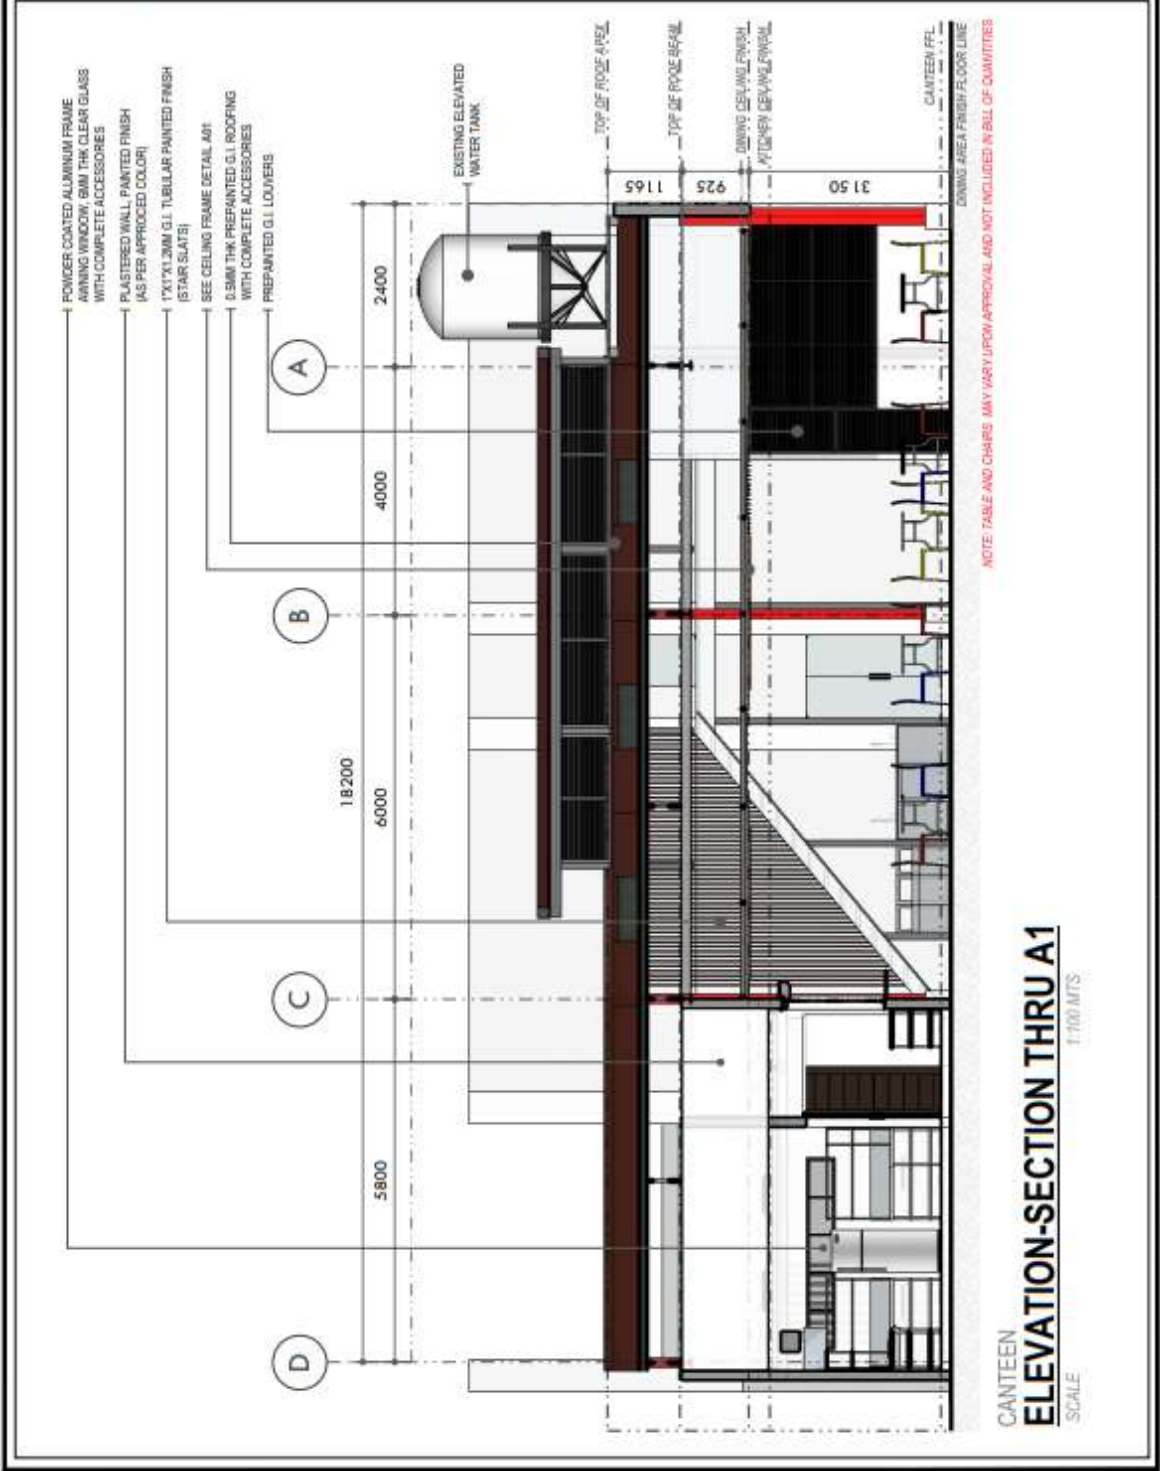 POWDER COATED ALUMINUM FRAME
AWNING WINDOW, 6MM THK CLEAR GLASS
WITH COMPLETE ACCESSORIES
PLASTERED WALL, PAINTED FINISH
(AS PER APPROCED COLOR)
1"X1"X1.2MM G.I. TUBULAR PAINTED FINISH
(STAIR SLATS)
SEE CEILING FRAME DETAIL A01
0.5MM THK PREPAINTED G.I. ROOFING
WITH COMPLETE ACCESSORIES
PREPAINTED G.I. LOUVERS
EXISTING ELEVATED
WATER TANK
D
C
B
A
18200
5800
6000
4000
2400
TOP OF ROOF APEX
1165
TOP OF ROOF BEAM
925
DINING CEILING FINISH
KITCHEN CEILING FINISH
3150
CANTEEN FFL
DINING AREA FINISH FLOOR LINE
NOTE: TABLE AND CHAIRS MAY VARY UPON APPROVAL AND NOT INCLUDED IN BILL OF QUANTITIES
CANTEEN
ELEVATION-SECTION THRU A1
SCALE 1:100 MTS